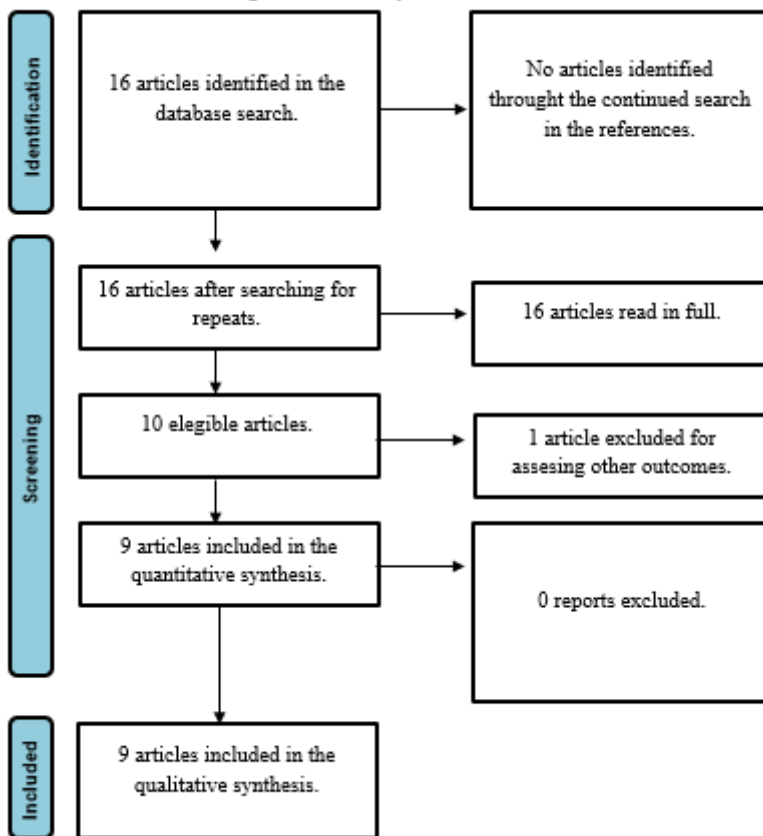 Identification
16 articles identified in the
database search.
No articles identified
throught the continued search
in the references.
Screening
16 articles after searching for
repeats.
16 articles read in full.
10 elegible articles.
1 article excluded for
assesing other outcomes.
9 articles included in the
quantitative synthesis.
0 reports excluded.
Included
9 articles included in the
qualitative synthesis.